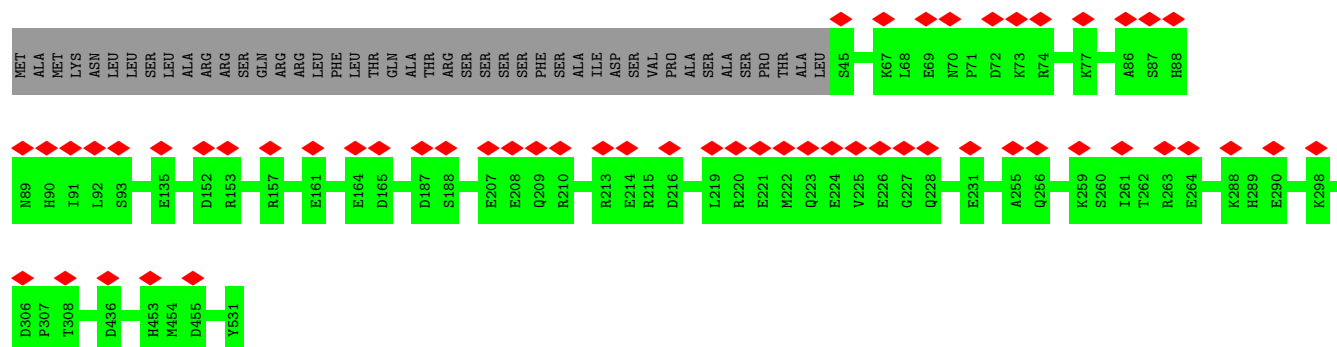 MET ALA MET LYS ASN LEU LEU SER LEU ALA ARG ARG SER GLN ARG ARG LEU PHE LEU THR GLN ALA THR ARG SER SER SER SER PHE SER ALA ILE ASP SER VAL PRO ALA SER ALA SER PRO THR ALA LEU S45 K67 L68 E69 N70 P71 D72 K73 R74 K77 A86 S87 H88
N89 H90 I91 L92 S93 E135 D152 R153 R157 E161 E164 D165 D187 S188 E207 E208 Q209 R210 R213 E214 R215 D216 L219 R220 E221 M222 Q223 E224 V225 E226 G227 Q228 E231 A255 Q256 K259 S260 I261 T262 R263 E264 K288 H289 E290 K298
D306 P307 T308 D436 H453 M454 D455 Y531